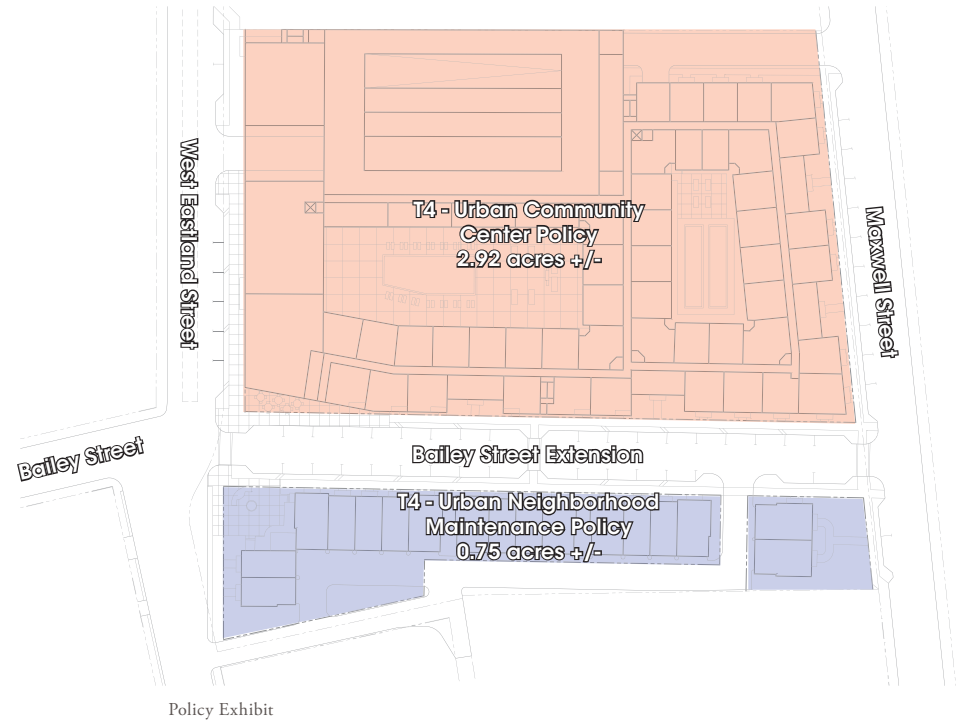 West Eastland Street
T4 - Urban Community
Center Policy
2.92 acres +/-
Maxwell Street
Bailey Street
Bailey Street Extension
T4 - Urban Neighborhood
Maintenance Policy
0.75 acres +/-
Policy Exhibit